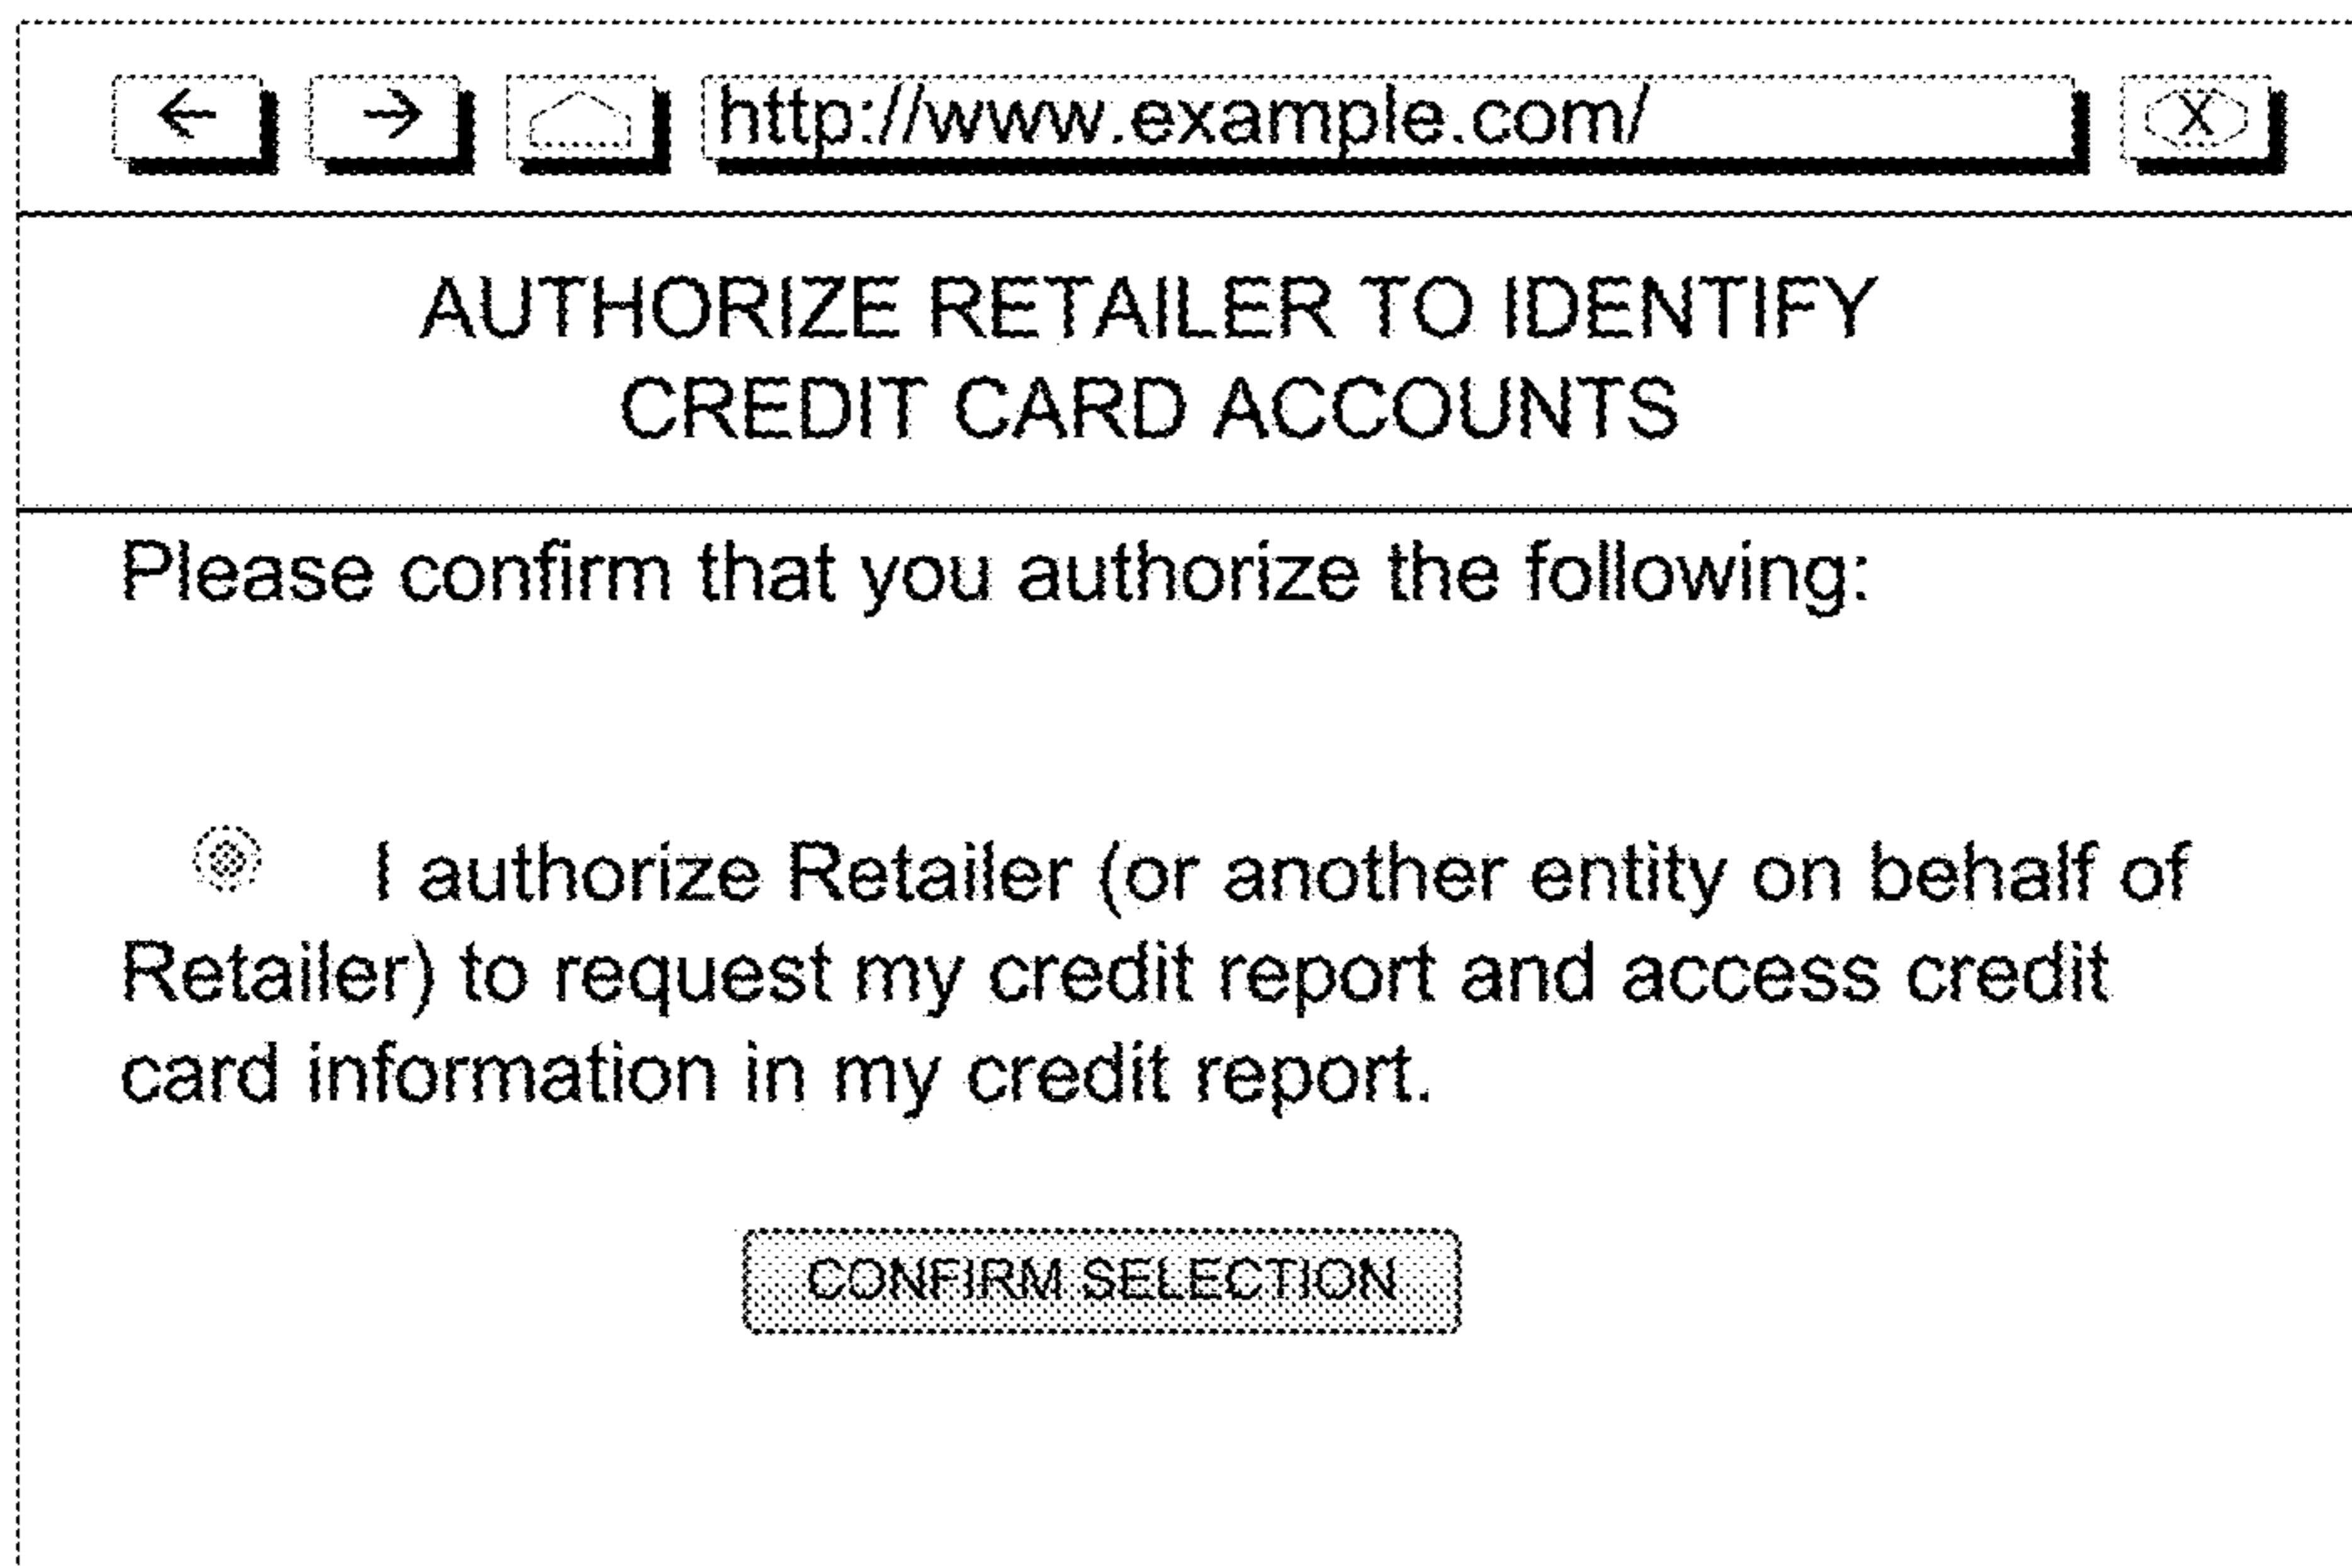 http://www.example.com/ X
AUTHORIZE RETAILER TO IDENTIFY
CREDIT CARD ACCOUNTS
Please confirm that you authorize the following:
I authorize Retailer (or another entity on behalf of
Retailer) to request my credit report and access credit
card information in my credit report.
CONFIRM SELECTION